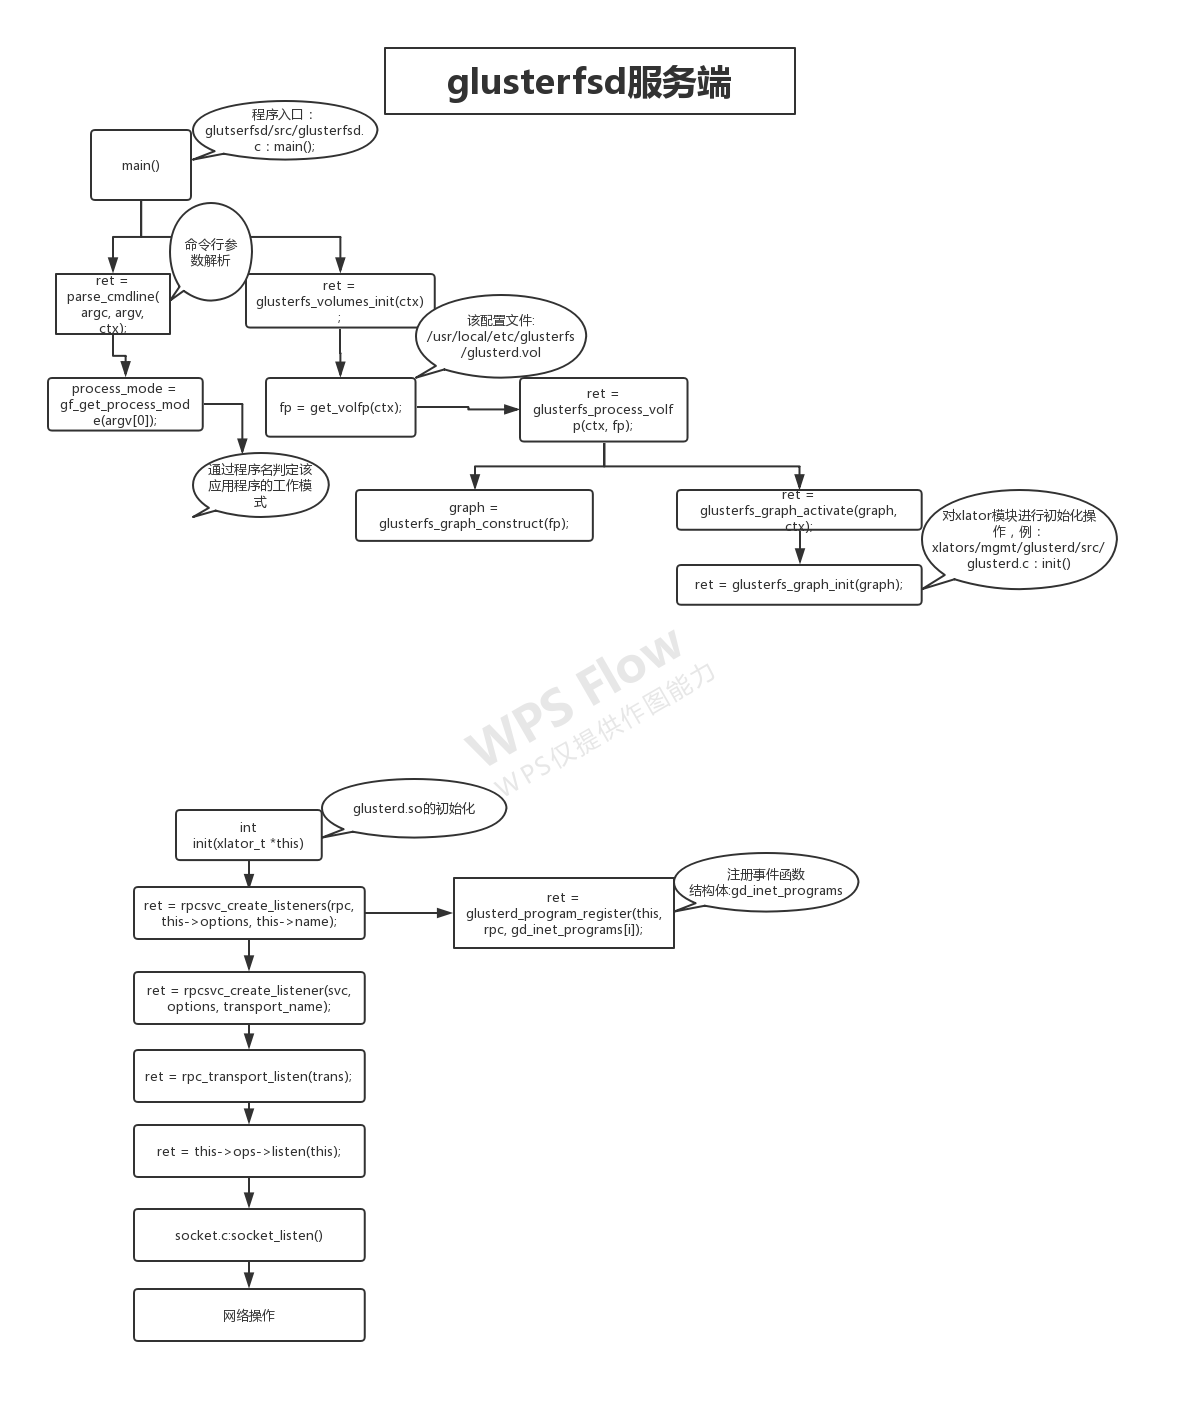 glusterfsd服务端
程序入口：
glutserfsd/src/glusterfsd.
c：main();
main()
命令行参
数解析
ret =
parse_cmdline(
argc, argv,
ctx);
ret =
glusterfs_volumes_init(ctx)
;
该配置文件:
/usr/local/etc/glusterfs
/glusterd.vol
process_mode =
gf_get_process_mod
e(argv[0]);
fp = get_volfp(ctx);
ret =
glusterfs_process_volf
p(ctx, fp);
通过程序名判定该
应用程序的工作模
式
graph =
glusterfs_graph_construct(fp);
ret =
glusterfs_graph_activate(graph,
ctx);
对xlator模块进行初始化操
作，例：
xlators/mgmt/glusterd/src/
glusterd.c：init()
ret = glusterfs_graph_init(graph);
WPS Flow
WPS仅提供作图能力
glusterd.so的初始化
int
init(xlator_t *this)
注册事件函数
结构体:gd_inet_programs
ret = rpcsvc_create_listeners(rpc,
this->options, this->name);
ret =
glusterd_program_register(this,
rpc, gd_inet_programs[i]);
ret = rpcsvc_create_listener(svc,
options, transport_name);
ret = rpc_transport_listen(trans);
ret = this->ops->listen(this);
socket.c:socket_listen()
网络操作